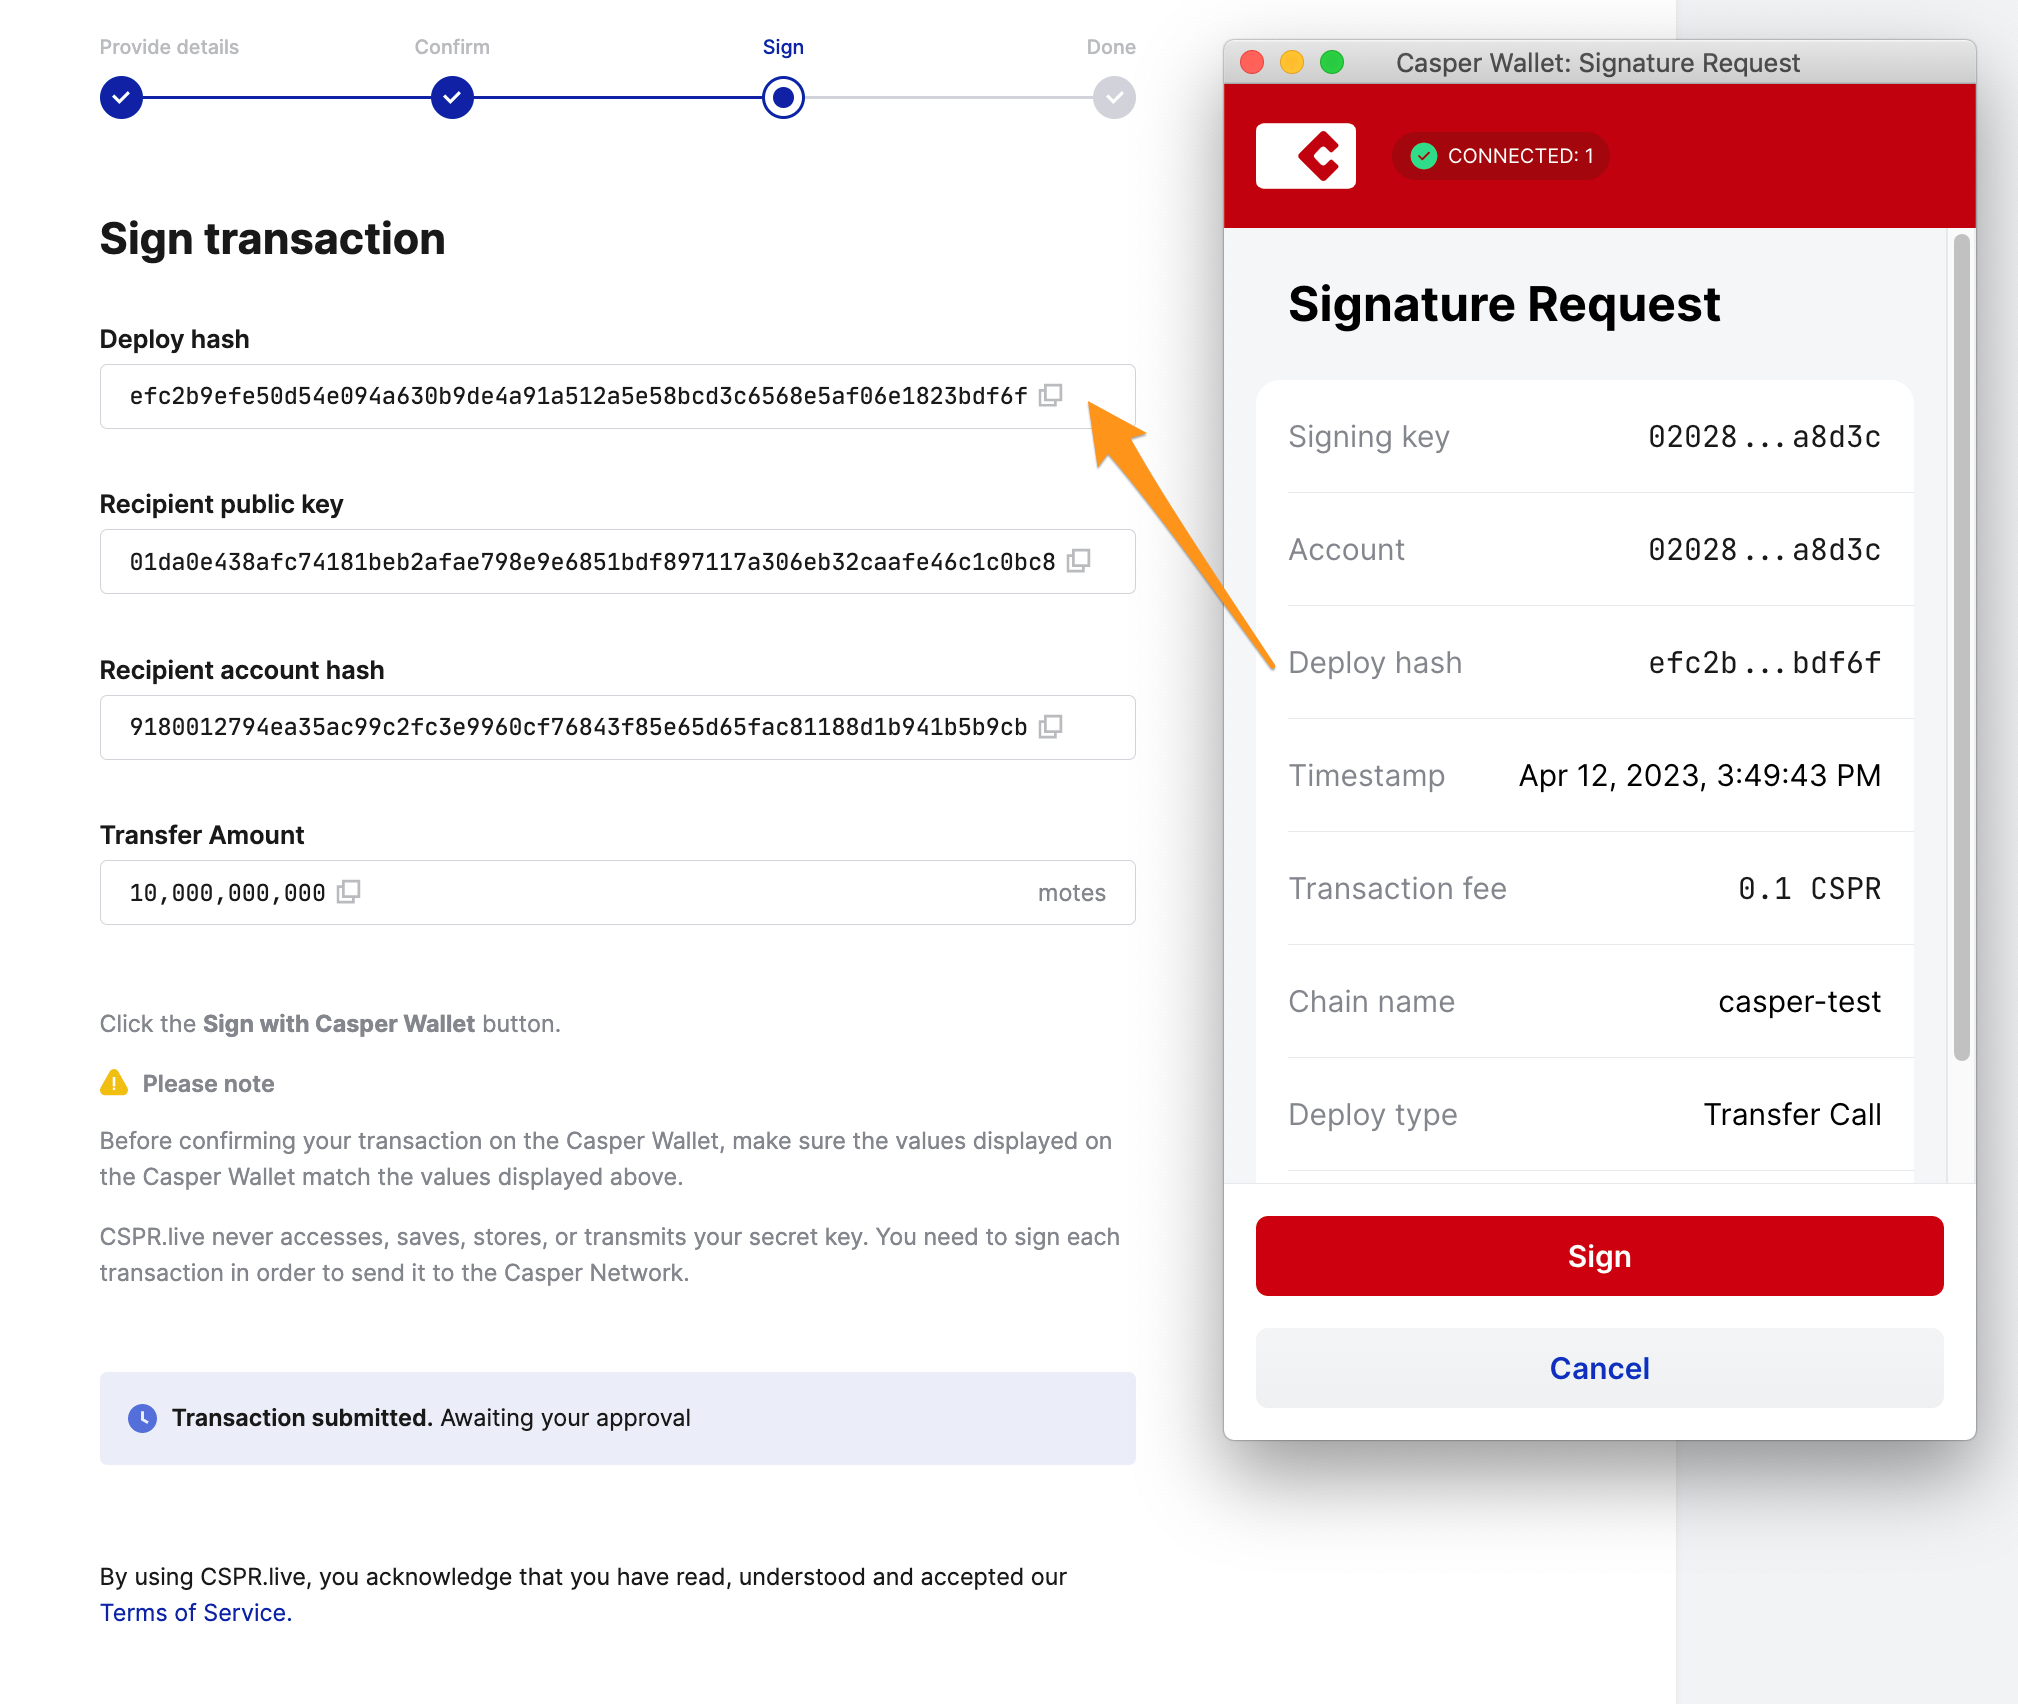 Provide details
Confirm
Sign
Done
Sign transaction
Deploy hash
efc2b9efe50d54e094a630b9de4a91a512a5e58bcd3c6568e5af06e1823bdf6f
Recipient public key
01da0e438afc74181beb2afae798e9e6851bdf897117a306eb32caafe46c1c0bc8
Recipient account hash
9180012794ea35ac99c2fc3e9960cf76843f85e65d65fac81188d1b941b5b9cb
Transfer Amount
10,000,000,000 motes
Click the Sign with Casper Wallet button.
Please note
Before confirming your transaction on the Casper Wallet, make sure the values displayed on
the Casper Wallet match the values displayed above.
CSPR.live never accesses, saves, stores, or transmits your secret key. You need to sign each
transaction in order to send it to the Casper Network.
Transaction submitted. Awaiting your approval
By using CSPR.live, you acknowledge that you have read, understood and accepted our
Terms of Service.
Casper Wallet: Signature Request
CONNECTED: 1
Signature Request
Signing key 02028...a8d3c
Account 02028...a8d3c
Deploy hash efc2b...bdf6f
Timestamp Apr 12, 2023, 3:49:43 PM
Transaction fee 0.1 CSPR
Chain name casper-test
Deploy type Transfer Call
Sign
Cancel